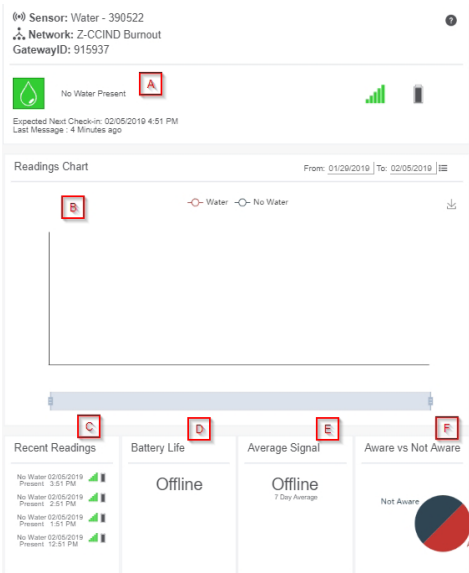 Sensor: Water - 390522
Network: Z-CCIND Burnout
GatewayID: 915937
?
No Water Present
A
Expected Next Check-in: 02/05/2019 4:51 PM
Last Message : 4 Minutes ago
Readings Chart
From: 01/29/2019 To: 02/05/2019
B
Water No Water
C
D
E
F
Recent Readings
Battery Life
Average Signal
Aware vs Not Aware
No Water 02/05/2019
Present 3:51 PM
No Water 02/05/2019
Present 2:51 PM
No Water 02/05/2019
Present 1:51 PM
No Water 02/05/2019
Present 12:51 PM
Offline
Offline
7 Day Average
Not Aware